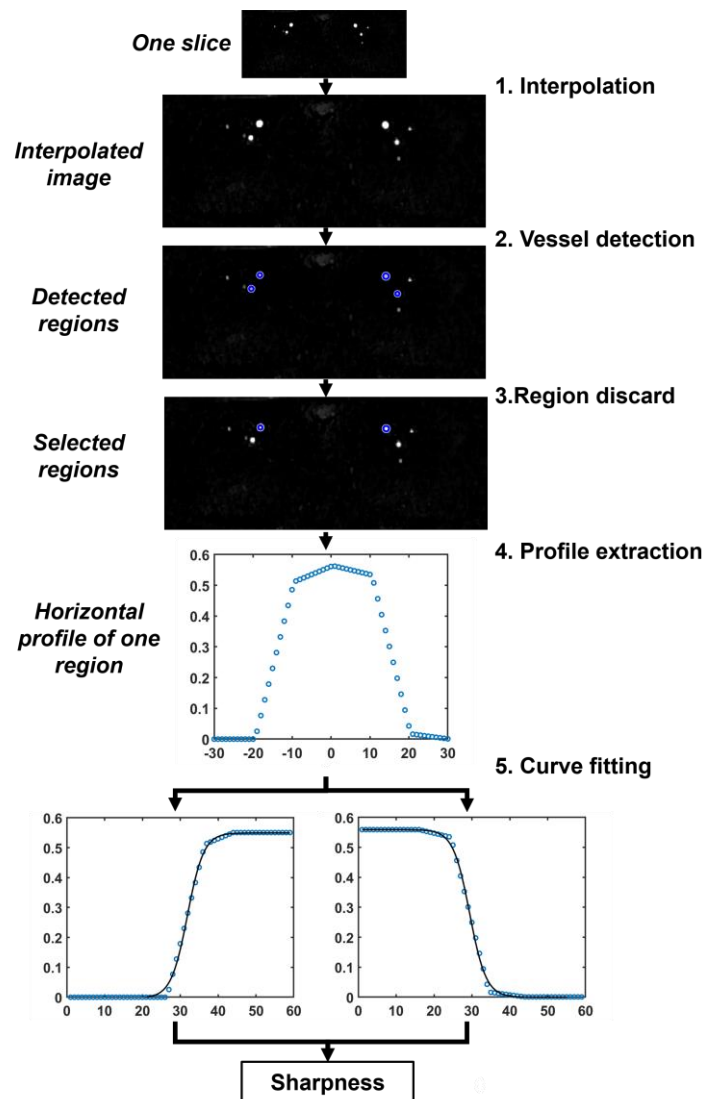 One slice
1. Interpolation
Interpolated
image
2. Vessel detection
Detected
regions
3.Region discard
Selected
regions
4. Profile extraction
Horizontal
profile of one
region
0.6
0.5
0.4
0.3
0.2
0.1
0
-30 -20 -10 0 10 20 30
5. Curve fitting
0.6
0.5
0.4
0.3
0.2
0.1
0
0 10 20 30 40 50 60
0.6
0.5
0.4
0.3
0.2
0.1
0
0 10 20 30 40 50 60
Sharpness
0